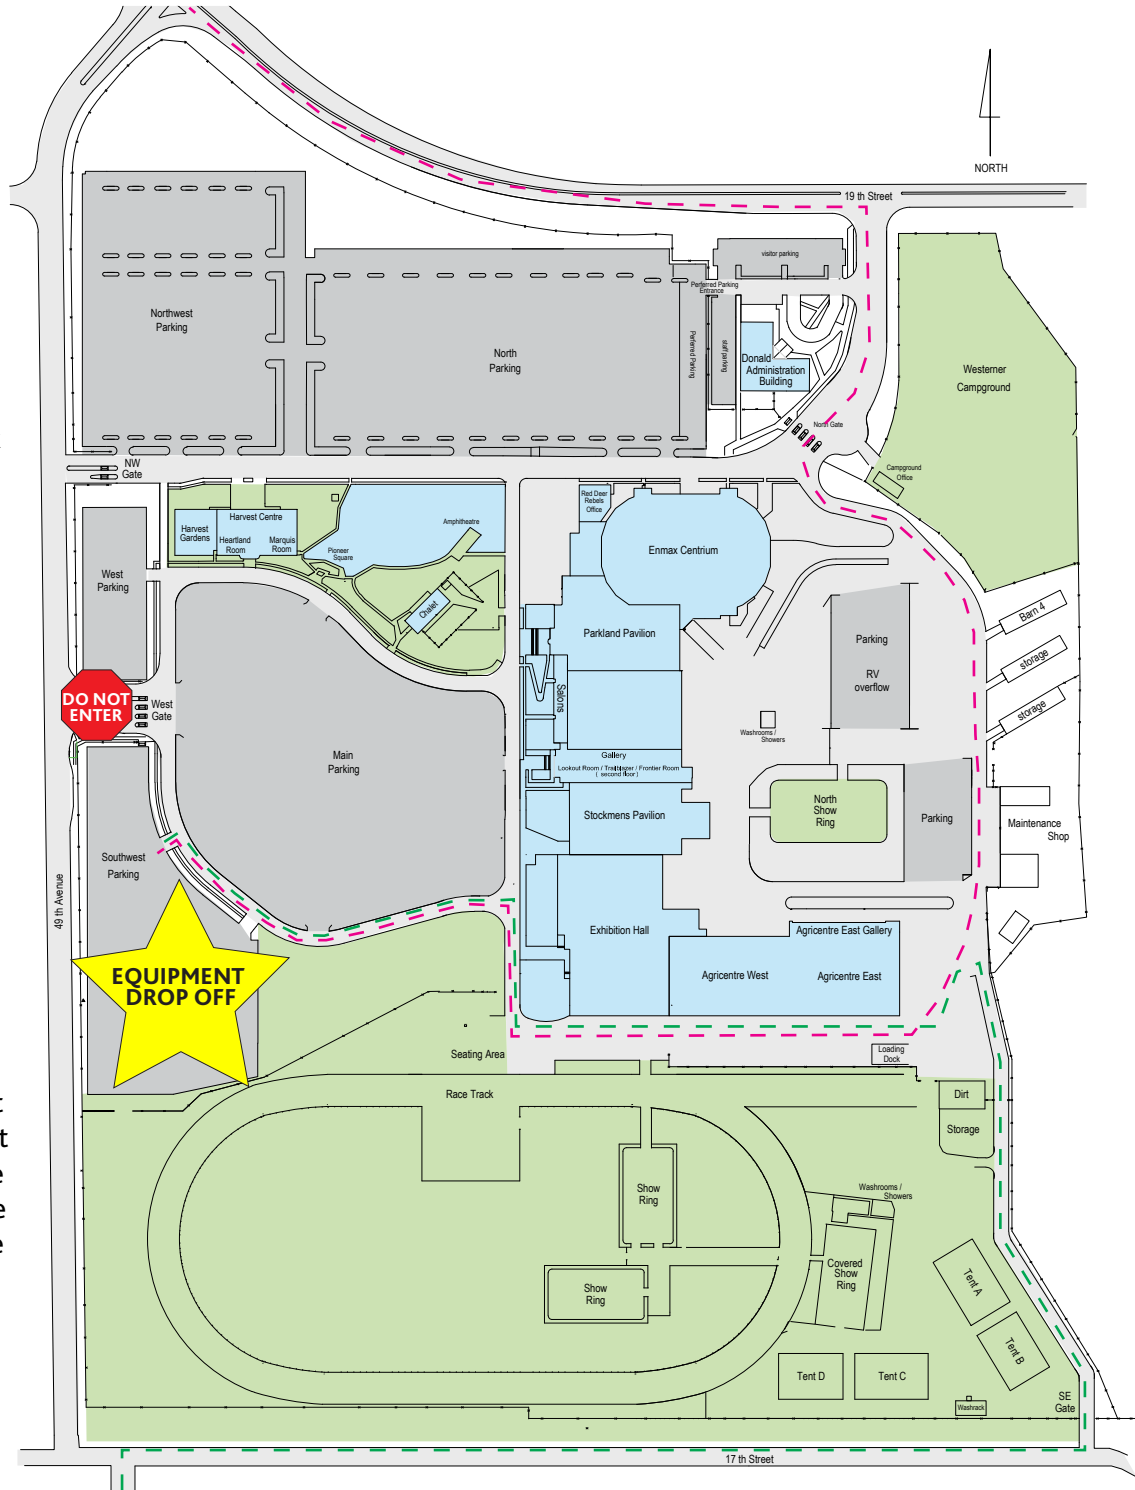 NORTH
19 th Street
visitor parking
Perferred Parking
Entrance
Northwest
Parking
North
Parking
Perferred Parking
staff parking
Donald
Administration
Building
Westerner
Campground
North Gate
NW
Gate
Campground
Office
Red Deer
Rebels
Office
Harvest
Gardens
Harvest Centre
Heartland
Room
Marquis
Room
Pioneer
Square
Amphitheatre
Enmax Centrium
West
Parking
Chalet
Parkland Pavilion
Parking
RV
overflow
Barn 4
storage
storage
DO NOT
ENTER
West
Gate
Salons
Washrooms /
Showers
Main
Parking
Gallery
Lookout Room / Trailblazer / Frontier Room
( second floor )
Stockmens Pavilion
North
Show
Ring
Parking
Maintenance
Shop
Southwest
Parking
49 th Avenue
Exhibition Hall
Agricentre East Gallery
Agricentre West
Agricentre East
EQUIPMENT
DROP OFF
Seating Area
Loading
Dock
Race Track
Dirt
Storage
t
Show
Ring
Washrooms /
Showers
Covered
Show
Ring
Show
Ring
Tent A
Tent B
Tent D
Tent C
Washrack
SE
Gate
17 th Street